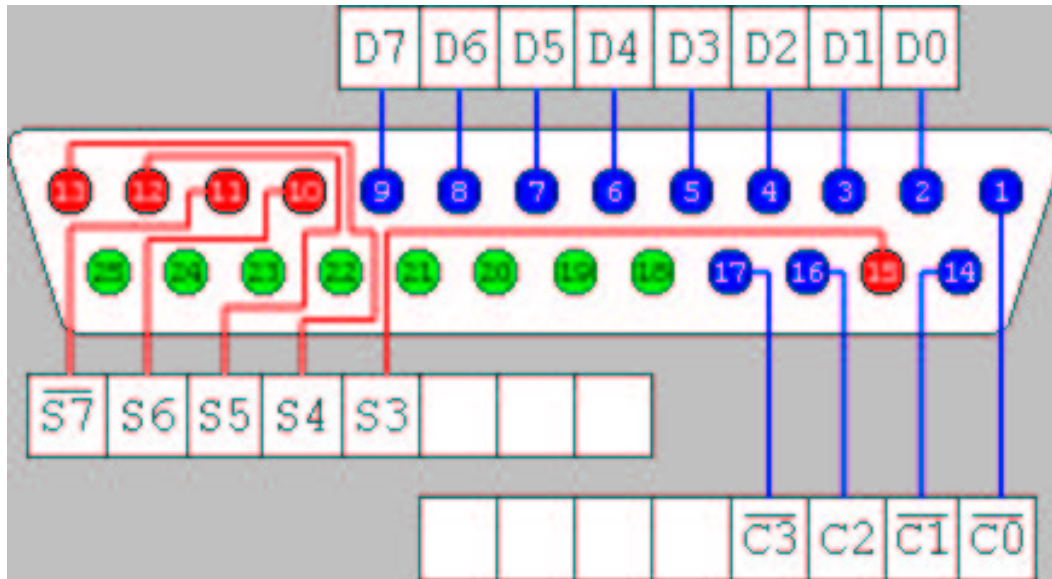 D7 D6 D5 D4 D3 D2 D1 D0
13 12 11 10 9 8 7 6 5 4 3 2 1
25 24 23 22 21 20 19 18 17 16 15 14
S̅7̅ S6 S5 S4 S3
C̅3̅ C2 C̅1̅ C̅0̅